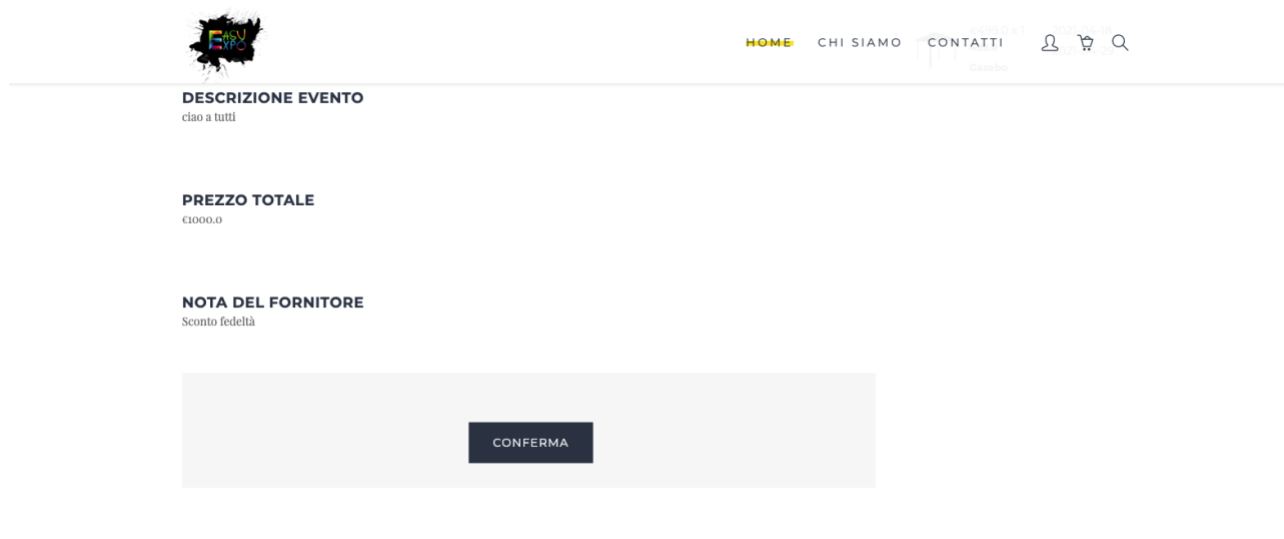 EASY
EXPO
HOME CHI SIAMO CONTATTI
Gazebo
DESCRIZIONE EVENTO
ciao a tutti
PREZZO TOTALE
€1000.0
NOTA DEL FORNITORE
Sconto fedeltà
CONFERMA